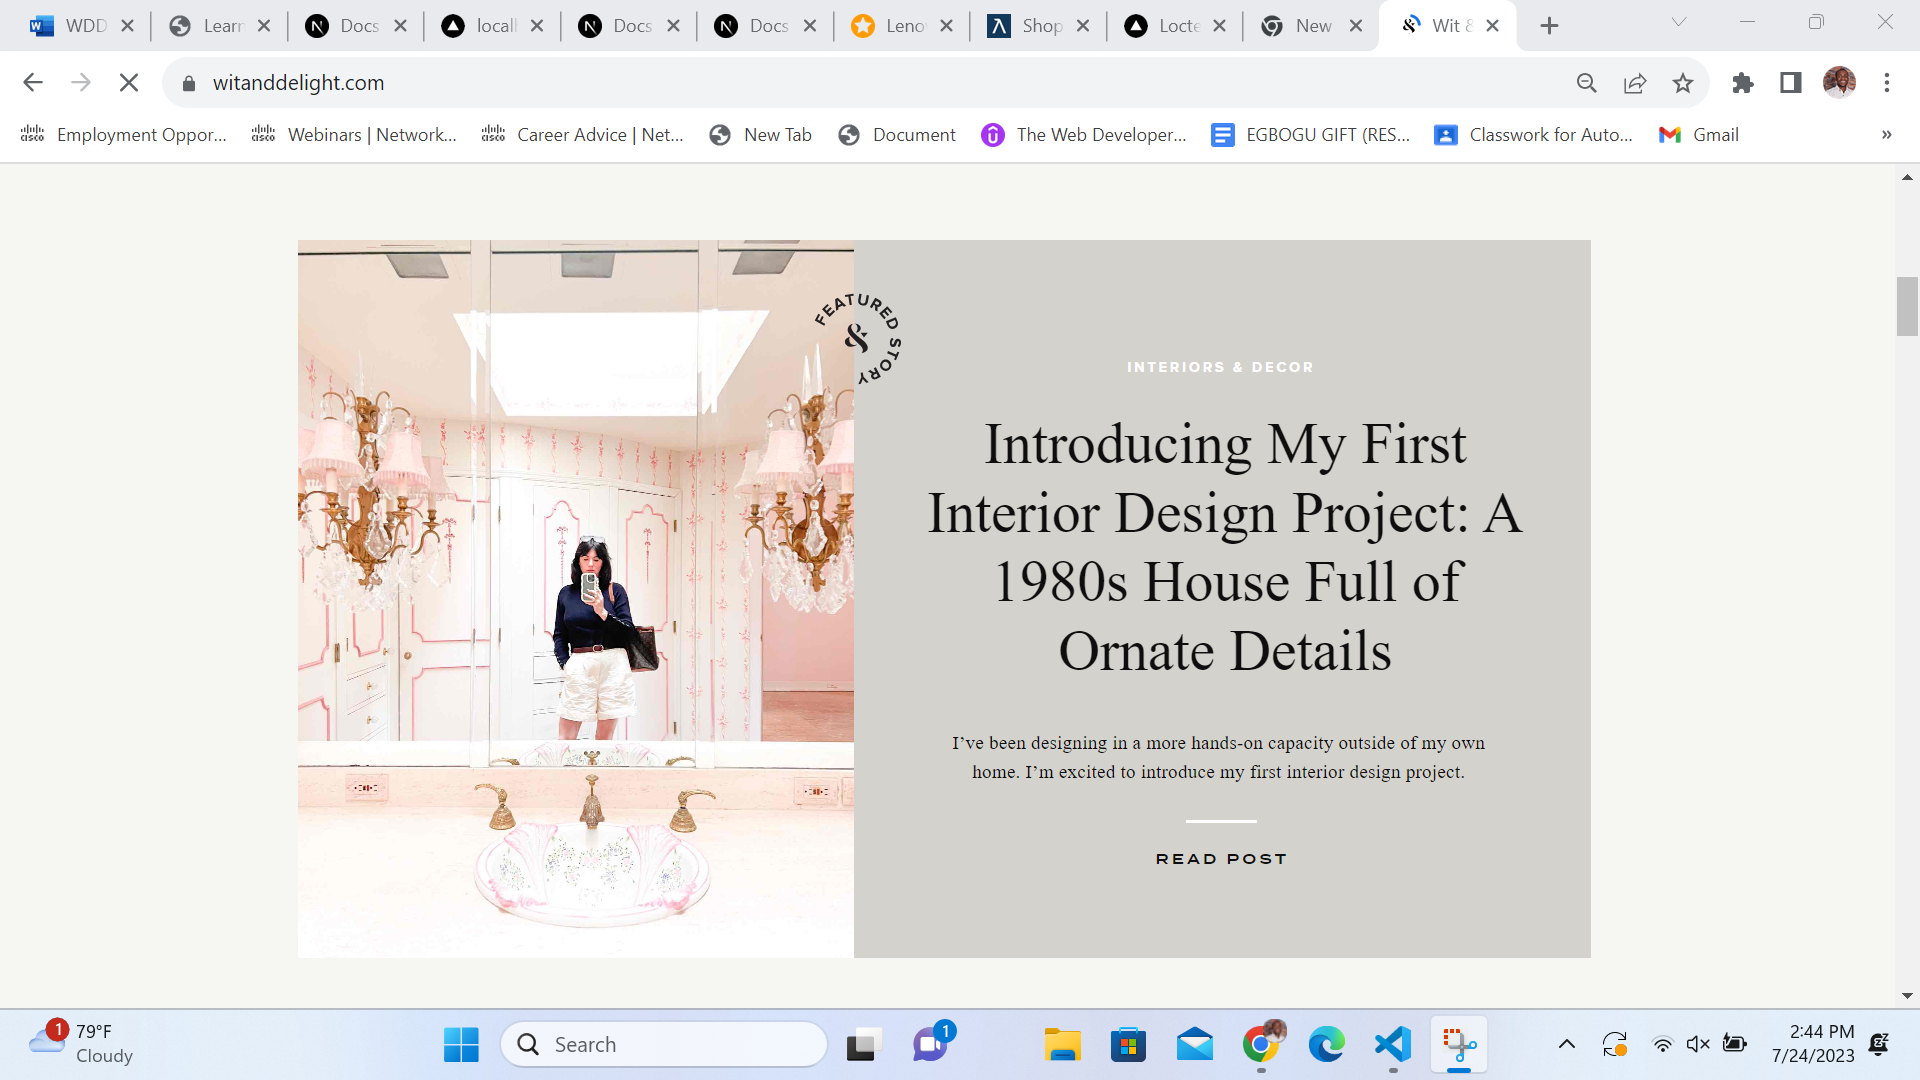 WDD
Learn
Docs
locall
Docs
Docs
Leno
Shop
Locte
New
Wit &
witanddelight.com
Employment Oppor...
Webinars | Network...
Career Advice | Net...
New Tab
Document
The Web Developer...
EGBOGU GIFT (RES...
Classwork for Auto...
Gmail
»
FEATURED STORY
&
INTERIORS & DECOR
Introducing My First
Interior Design Project: A
1980s House Full of
Ornate Details
I’ve been designing in a more hands-on capacity outside of my own
home. I’m excited to introduce my first interior design project.
READ POST
1
79°F
Cloudy
Search
1
2:44 PM
7/24/2023